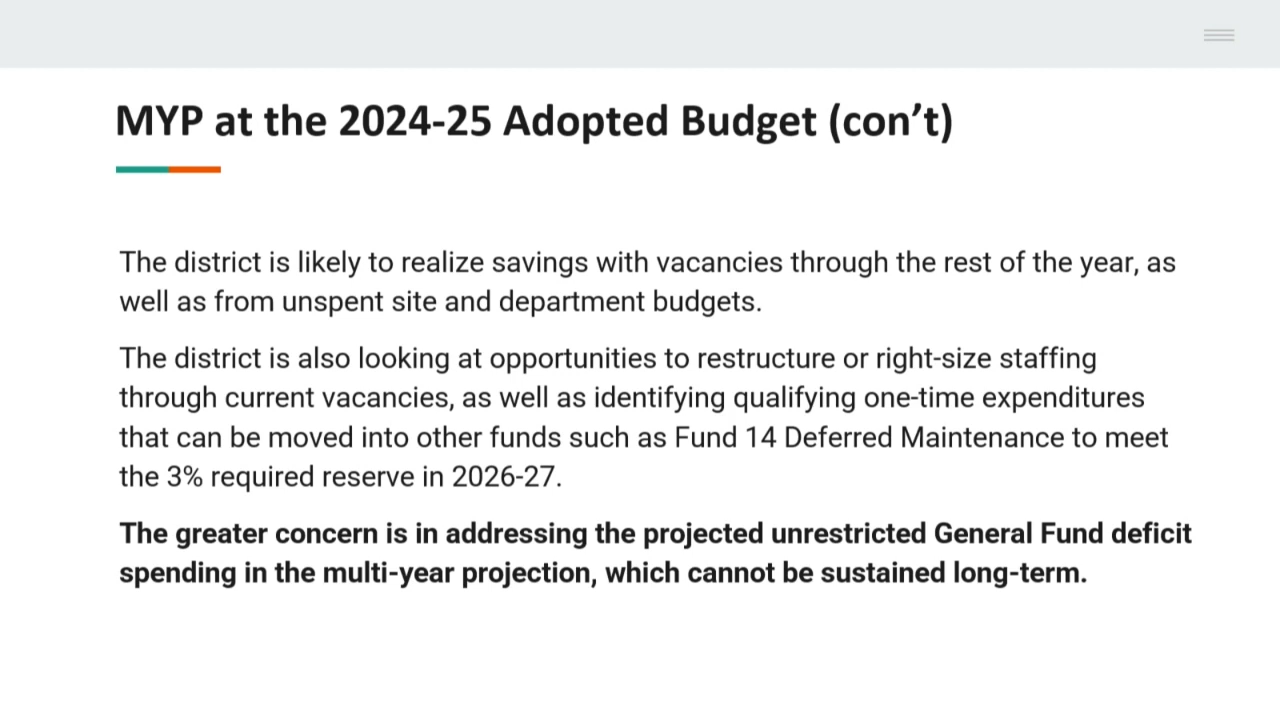 MYP at the 2024-25 Adopted Budget (con’t)
The district is likely to realize savings with vacancies through the rest of the year, as
well as from unspent site and department budgets.
The district is also looking at opportunities to restructure or right-size staffing
through current vacancies, as well as identifying qualifying one-time expenditures
that can be moved into other funds such as Fund 14 Deferred Maintenance to meet
the 3% required reserve in 2026-27.
The greater concern is in addressing the projected unrestricted General Fund deficit
spending in the multi-year projection, which cannot be sustained long-term.